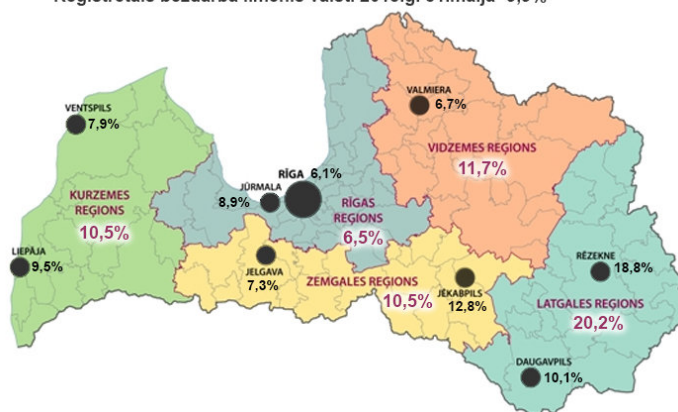 VENTSPILS
7,9%
VALMIERA
6,7%
VIDZEMES REĢIONS
11,7%
RĪGA 6,1%
JŪRMALA
8,9%
KURZEMES
REĢIONS
10,5%
RĪGAS
REĢIONS
6,5%
LIEPĀJA
9,5%
JELGAVA
7,3%
ZEMGALES REĢIONS
10,5%
JĒKABPILS
12,8%
RĒZEKNE
18,8%
LATGALES REĢIONS
20,2%
DAUGAVPILS
10,1%